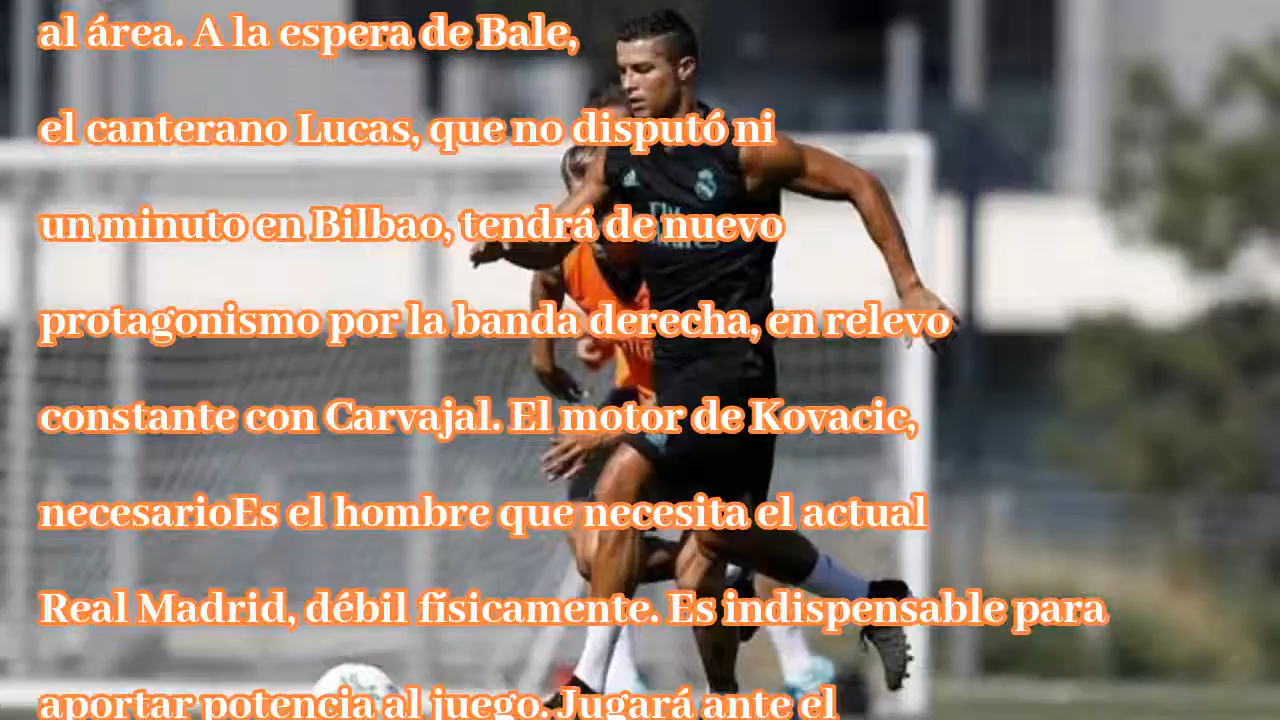 al área. A la espera de Bale,
el canterano Lucas, que no disputó ni
un minuto en Bilbao, tendrá de nuevo
protagonismo por la banda derecha, en relevo
constante con Carvajal. El motor de Kovacic,
necesarioEs el hombre que necesita el actual
Real Madrid, débil físicamente. Es indispensable para
aportar potencia al juego. Jugará ante el